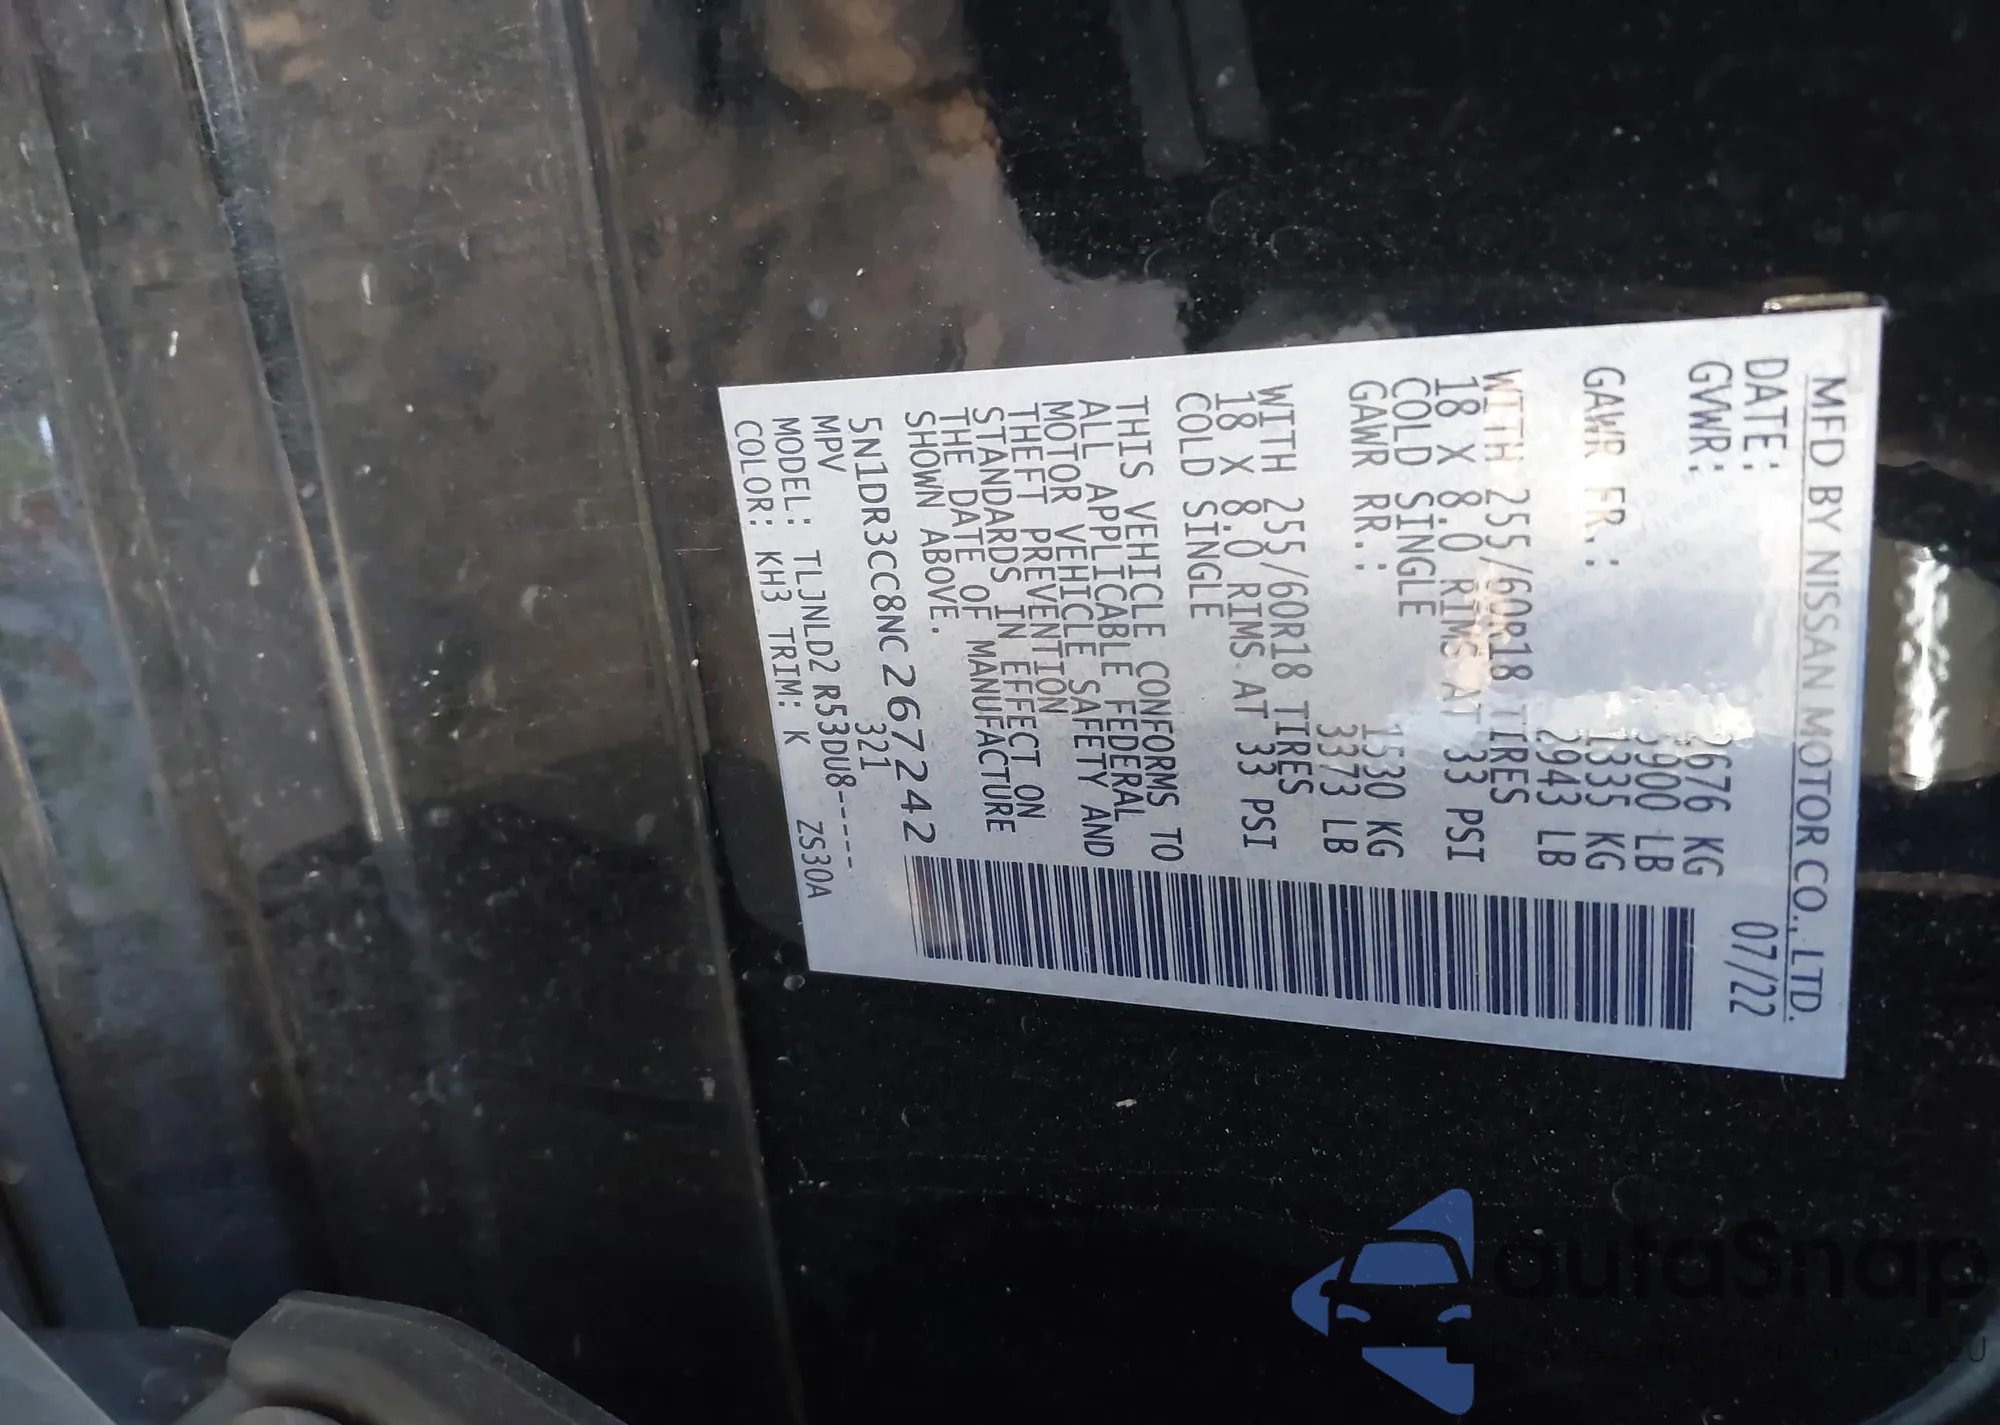 MFD BY NISSAN MOTOR CO., LTD.
DATE: 07/22
GVWR: 2676 KG
5900 LB
GAWR FR.: 1335 KG
2943 LB
WITH 255/60R18 TIRES
18 X 8.0 RIMS AT 33 PSI
COLD SINGLE
GAWR RR.: 1530 KG
3373 LB
WITH 255/60R18 TIRES
18 X 8.0 RIMS AT 33 PSI
COLD SINGLE
THIS VEHICLE CONFORMS TO
ALL APPLICABLE FEDERAL
MOTOR VEHICLE SAFETY AND
THEFT PREVENTION
STANDARDS IN EFFECT ON
THE DATE OF MANUFACTURE
SHOWN ABOVE.
5N1DR3CC8NC267242
MPV 321
MODEL: TLJNLD2 R53DU8-----
COLOR: KH3 TRIM: K ZS30A
autaSnap